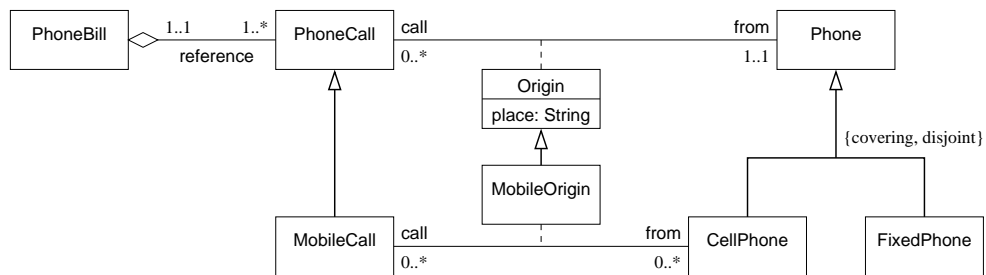 PhoneBill
1..1
1..*
reference
PhoneCall
call
0..*
from
1..1
Phone
Origin
place: String
{covering, disjoint}
MobileOrigin
MobileCall
call
0..*
from
0..*
CellPhone
FixedPhone